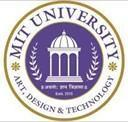 MIT UNIVERSITY
Estd. 2015
ART, DESIGN & TECHNOLOGY